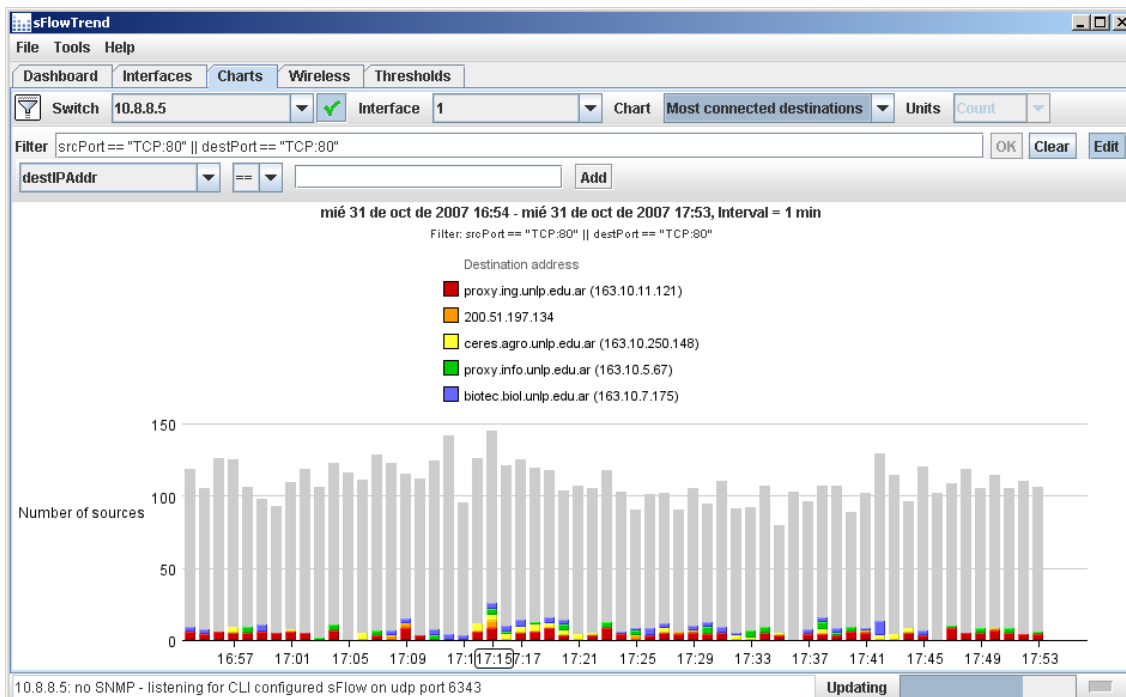 sFlowTrend
File Tools Help
Dashboard Interfaces Charts Wireless Thresholds
Switch 10.8.8.5 Interface 1 Chart Most connected destinations Units Count
Filter srcPort == "TCP:80" || destPort == "TCP:80" OK Clear Edit
destIPAddr == Add
mié 31 de oct de 2007 16:54 - mié 31 de oct de 2007 17:53, Interval = 1 min
Filter: srcPort == "TCP:80" || destPort == "TCP:80"
Destination address
proxy.ing.unlp.edu.ar (163.10.11.121)
200.51.197.134
ceres.agro.unlp.edu.ar (163.10.250.148)
proxy.info.unlp.edu.ar (163.10.5.67)
biotec.biol.unlp.edu.ar (163.10.7.175)
150
100
Number of sources
50
0
16:57 17:01 17:05 17:09 17:1 17:15 7:17 17:21 17:25 17:29 17:33 17:37 17:41 17:45 17:49 17:53
10.8.8.5: no SNMP - listening for CLI configured sFlow on udp port 6343 Updating